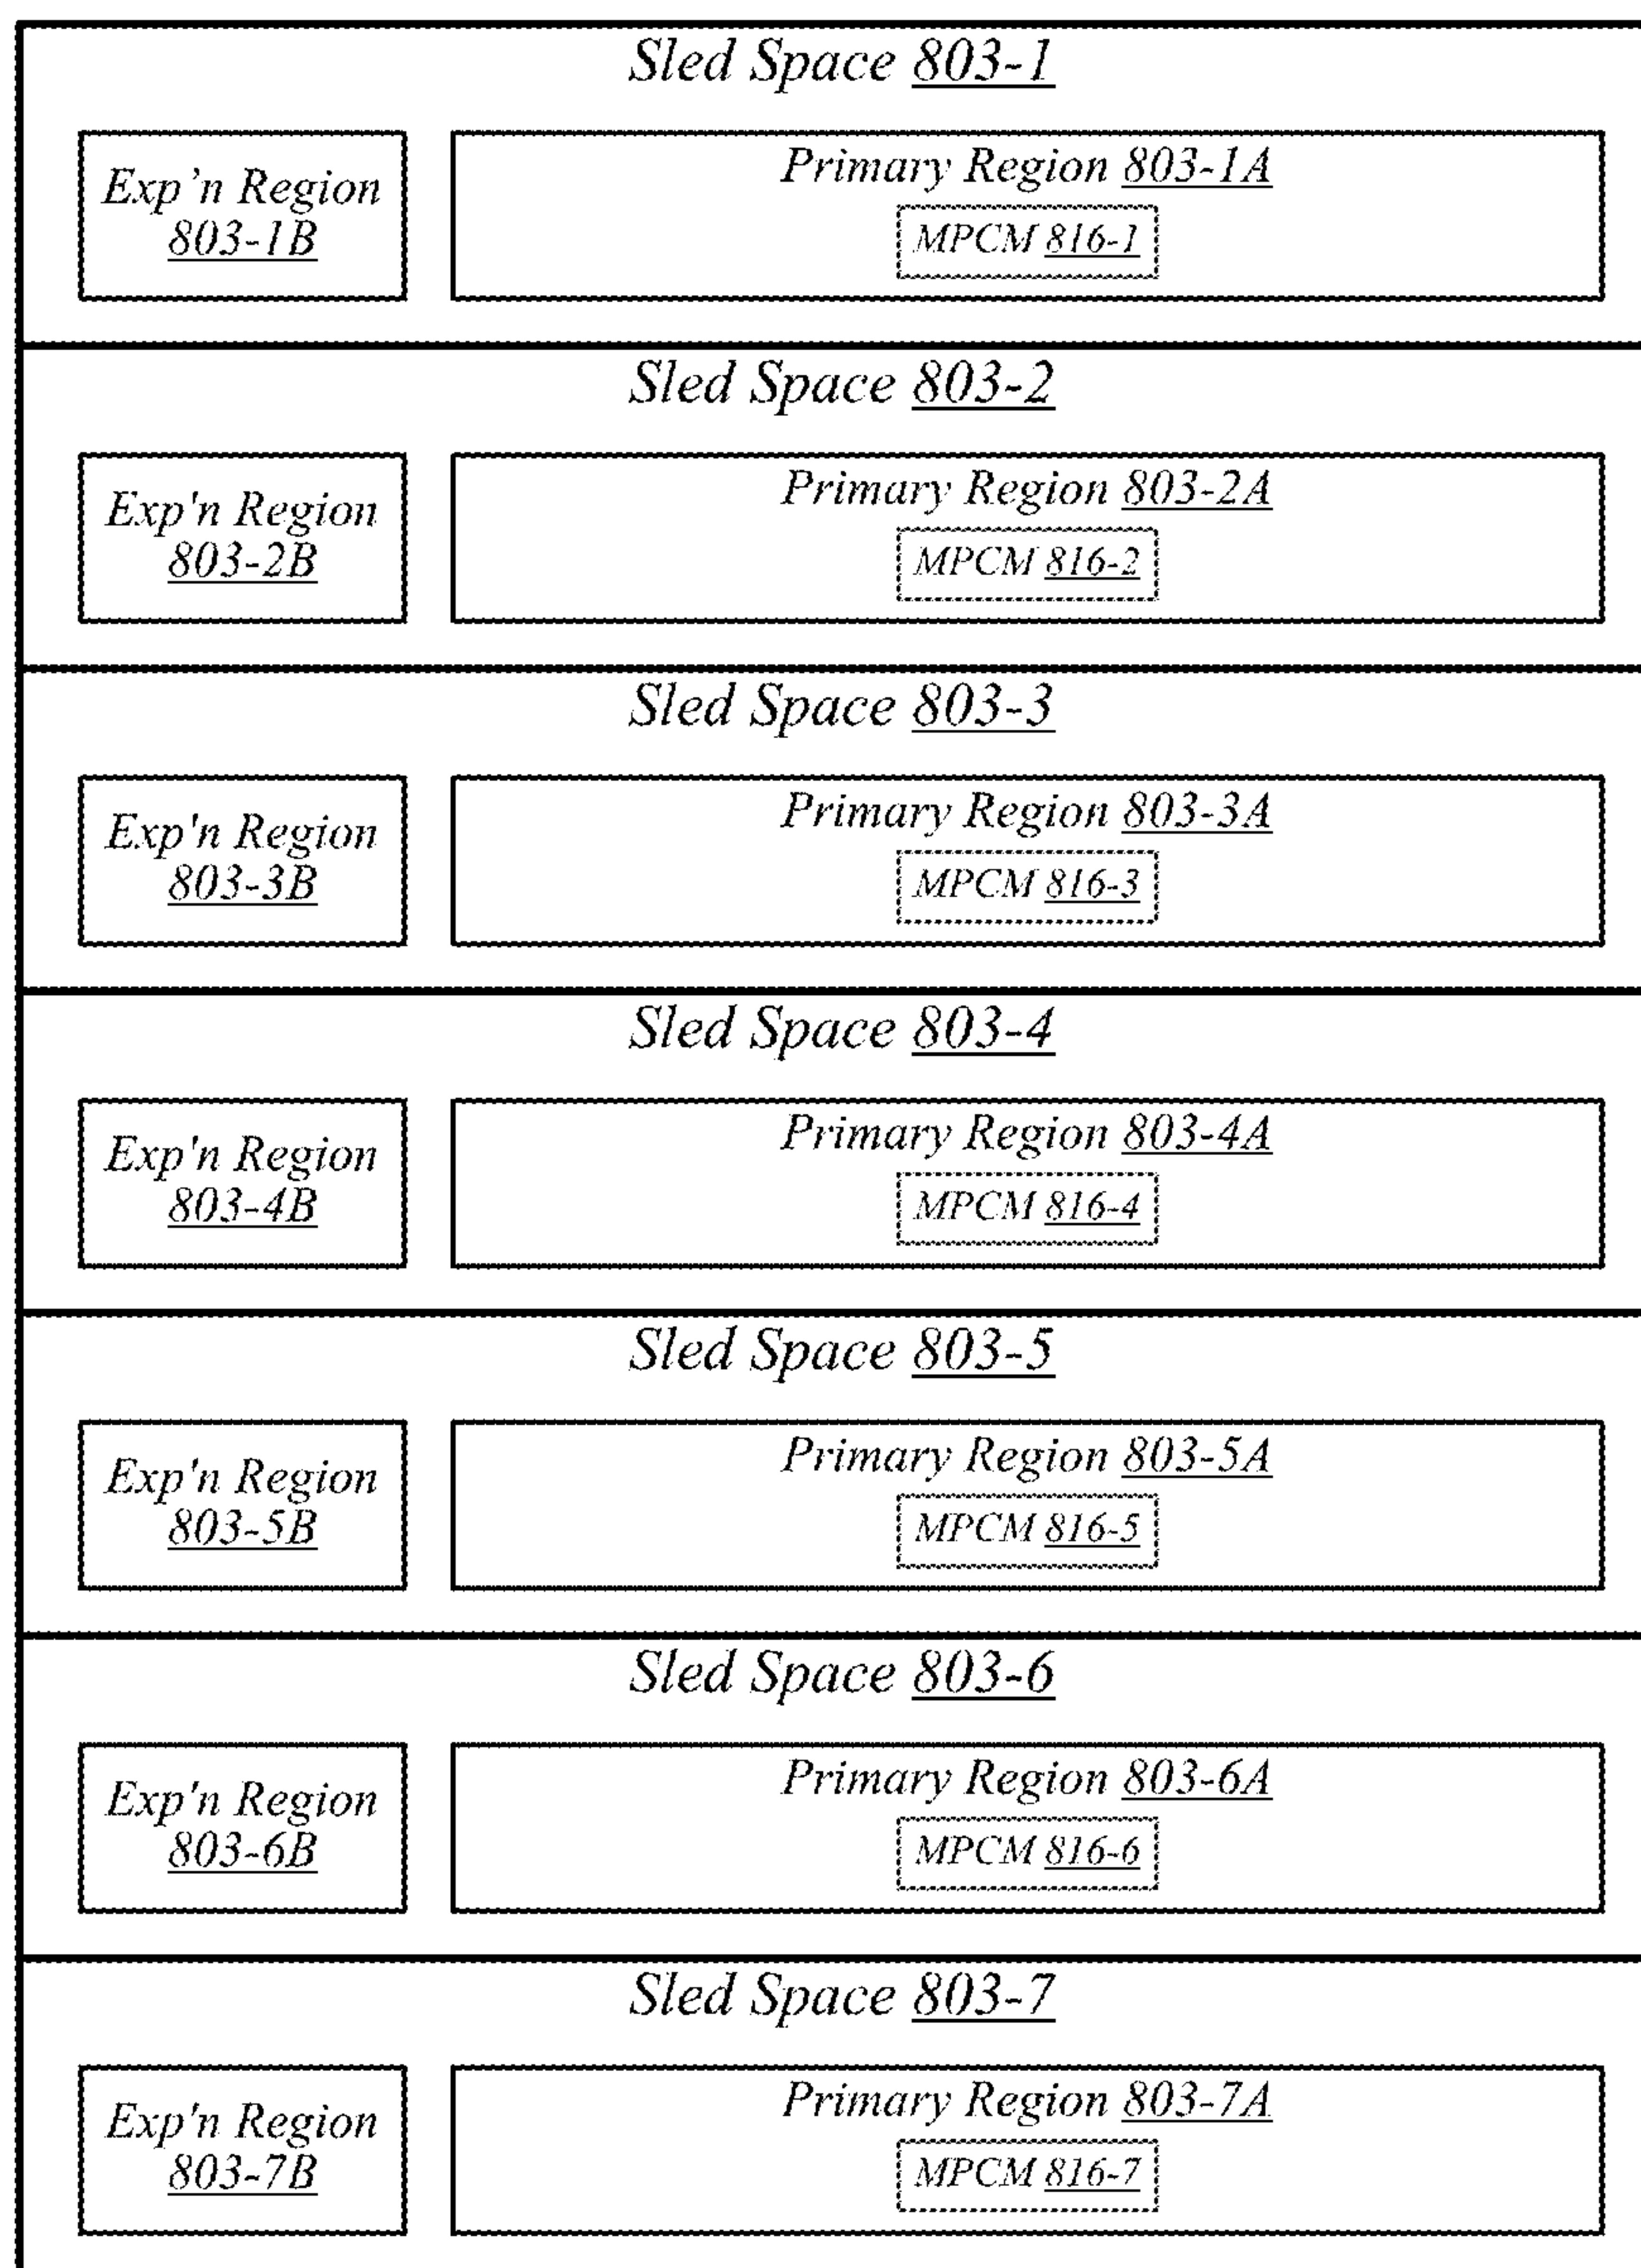 Sled Space 803-1
Exp’n Region
803-1B
Primary Region 803-1A
MPCM 816-1
Sled Space 803-2
Exp'n Region
803-2B
Primary Region 803-2A
MPCM 816-2
Sled Space 803-3
Exp'n Region
803-3B
Primary Region 803-3A
MPCM 816-3
Sled Space 803-4
Exp'n Region
803-4B
Primary Region 803-4A
MPCM 816-4
Sled Space 803-5
Exp'n Region
803-5B
Primary Region 803-5A
MPCM 816-5
Sled Space 803-6
Exp'n Region
803-6B
Primary Region 803-6A
MPCM 816-6
Sled Space 803-7
Exp'n Region
803-7B
Primary Region 803-7A
MPCM 816-7